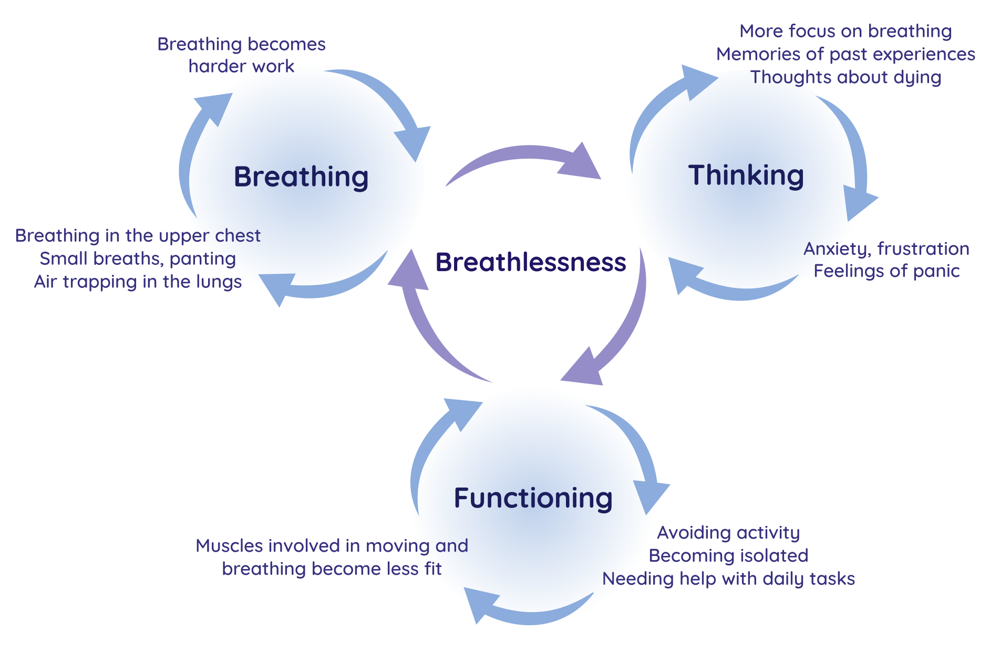 Breathing becomes
harder work
Breathing
Breathing in the upper chest
Small breaths, panting
Air trapping in the lungs
More focus on breathing
Memories of past experiences
Thoughts about dying
Thinking
Anxiety, frustration
Feelings of panic
Breathlessness
Functioning
Avoiding activity
Becoming isolated
Needing help with daily tasks
Muscles involved in moving and
breathing become less fit